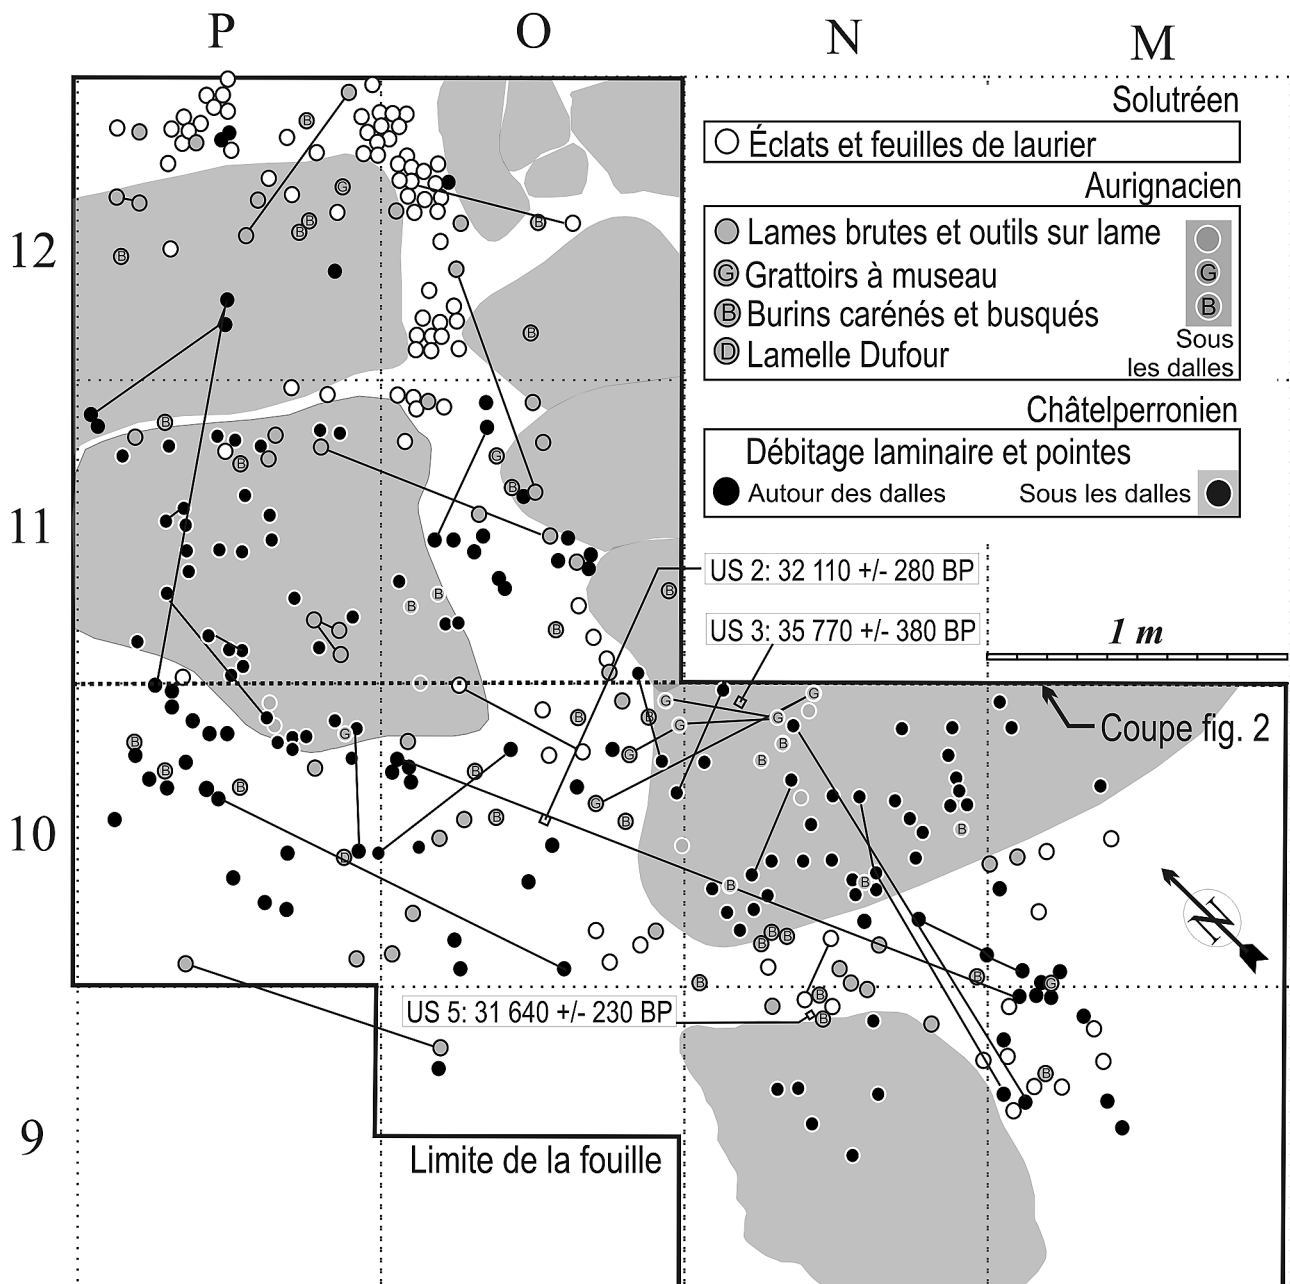 P O N M
Solutréen
Éclats et feuilles de laurier
Aurignacien
Lames brutes et outils sur lame
G Grattoirs à museau
G
B Burins carénés et busqués
B
D Lamelle Dufour
Sous
les dalles
Châtelperronien
Débitage laminaire et pointes
Autour des dalles
Sous les dalles
12
11
10
9
US 2: 32 110 +/- 280 BP
US 3: 35 770 +/- 380 BP
1 m
Coupe fig. 2
N
US 5: 31 640 +/- 230 BP
Limite de la fouille